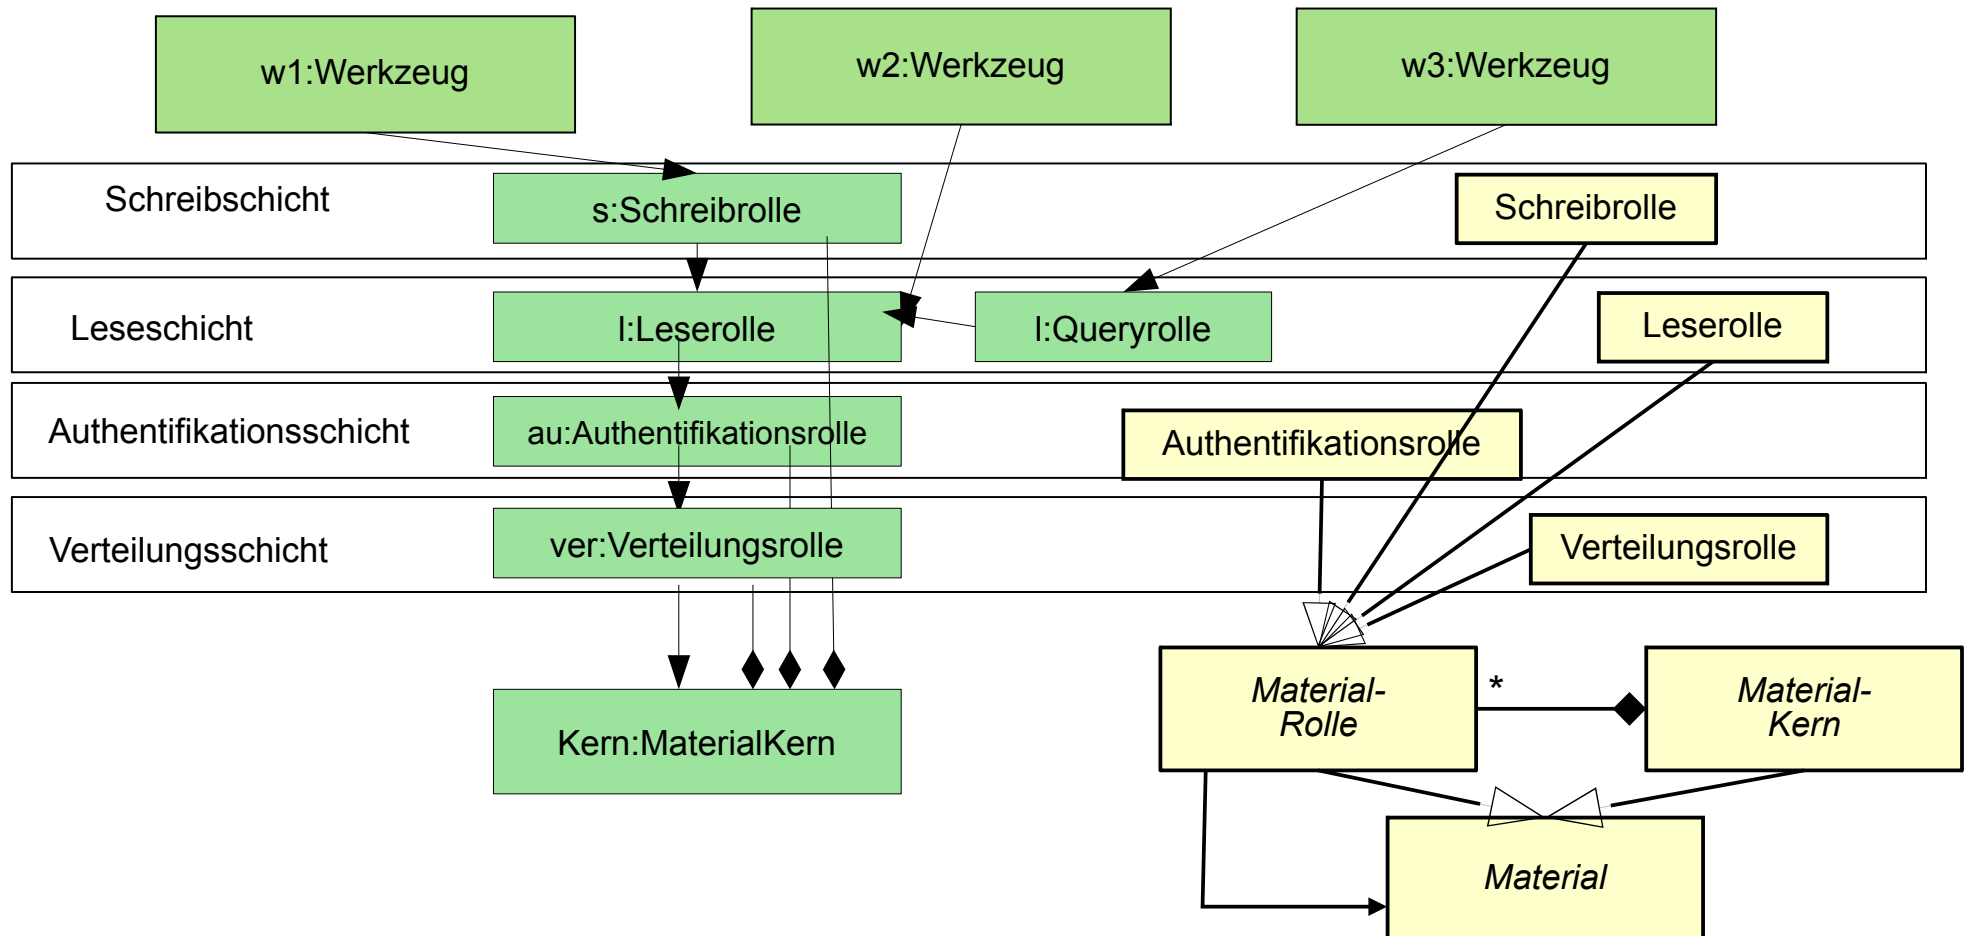 w1:Werkzeug
w2:Werkzeug
w3:Werkzeug
Schreibschicht
s:Schreibrolle
Schreibrolle
Leseschicht
l:Leserolle
l:Queryrolle
Leserolle
Authentifikationsschicht
au:Authentifikationsrolle
Authentifikationsrolle
Verteilungsschicht
ver:Verteilungsrolle
Verteilungsrolle
Kern:MaterialKern
Material-
Rolle
*
Material-
Kern
Material